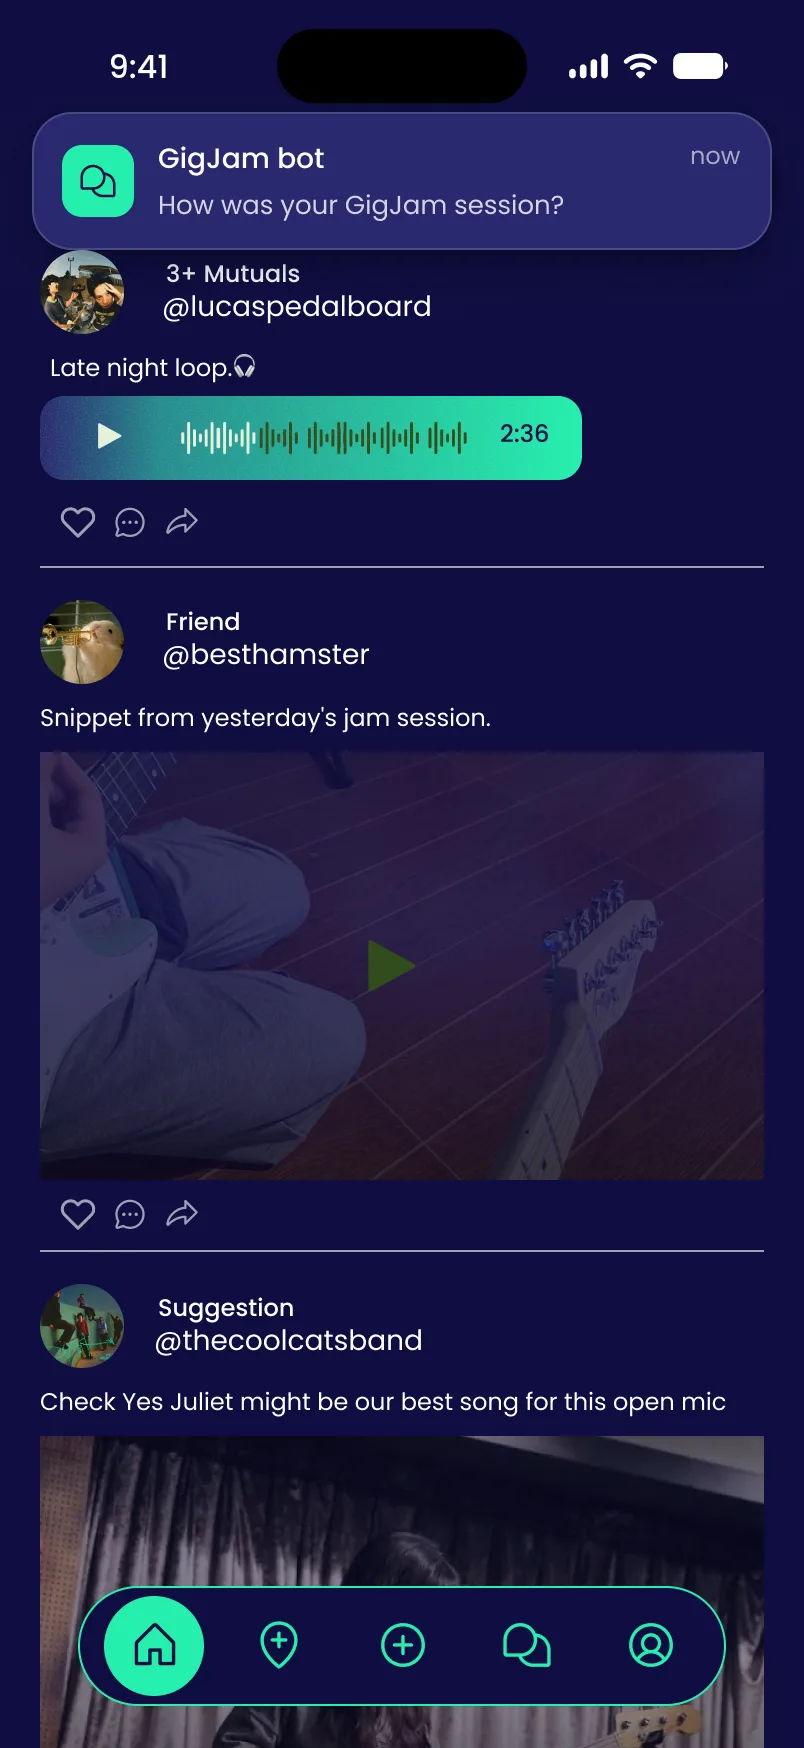 9:41
GigJam bot
now
How was your GigJam session?
3+ Mutuals
@lucaspedalboard
Late night loop.🎧
2:36
Friend
@besthamster
Snippet from yesterday's jam session.
Suggestion
@thecoolcatsband
Check Yes Juliet might be our best song for this open mic